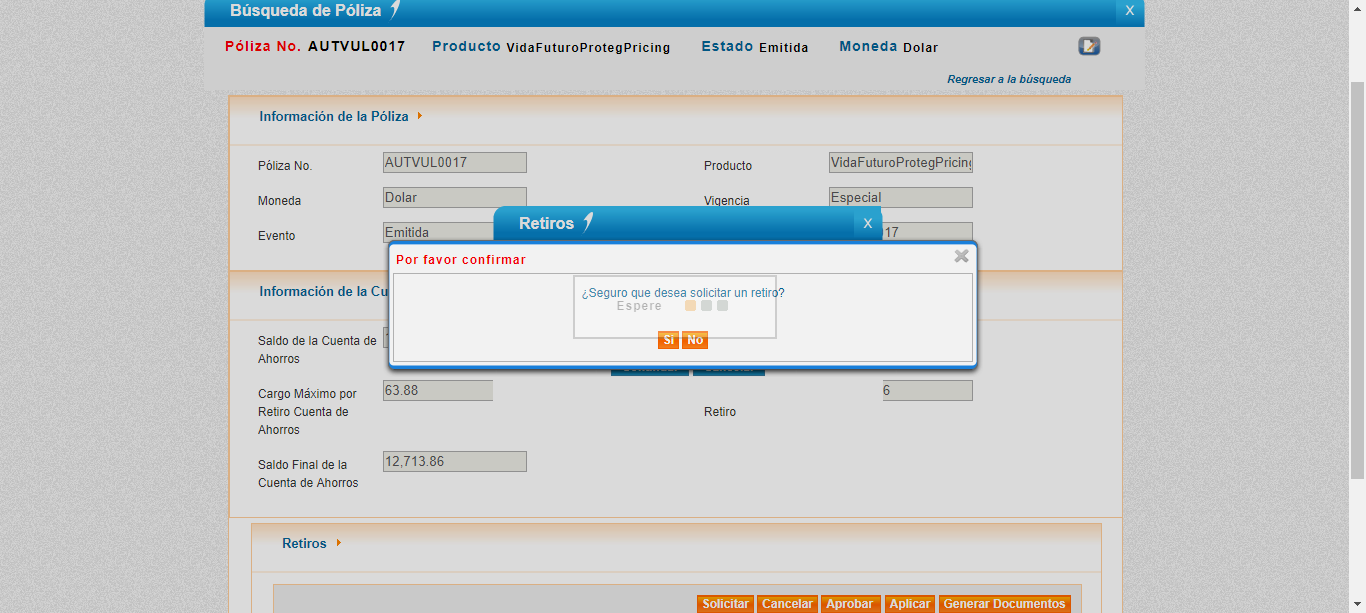 Búsqueda de Póliza X
Póliza No. AUTVUL0017 Producto VidaFuturoProtegPricing Estado Emitida Moneda Dolar
Regresar a la búsqueda
Información de la Póliza
Póliza No. AUTVUL0017 Producto VidaFuturoProtegPricing
Moneda Dolar Vigencia Especial
Retiros X
Evento Emitida 17
Por favor confirmar
Información de la Cu
¿Seguro que desea solicitar un retiro?
Espere
Si No
Saldo de la Cuenta de
Ahorros
Cargo Máximo por 63.88 6
Retiro Cuenta de Retiro
Ahorros
Saldo Final de la 12,713.86
Cuenta de Ahorros
Retiros
Solicitar Cancelar Aprobar Aplicar Generar Documentos